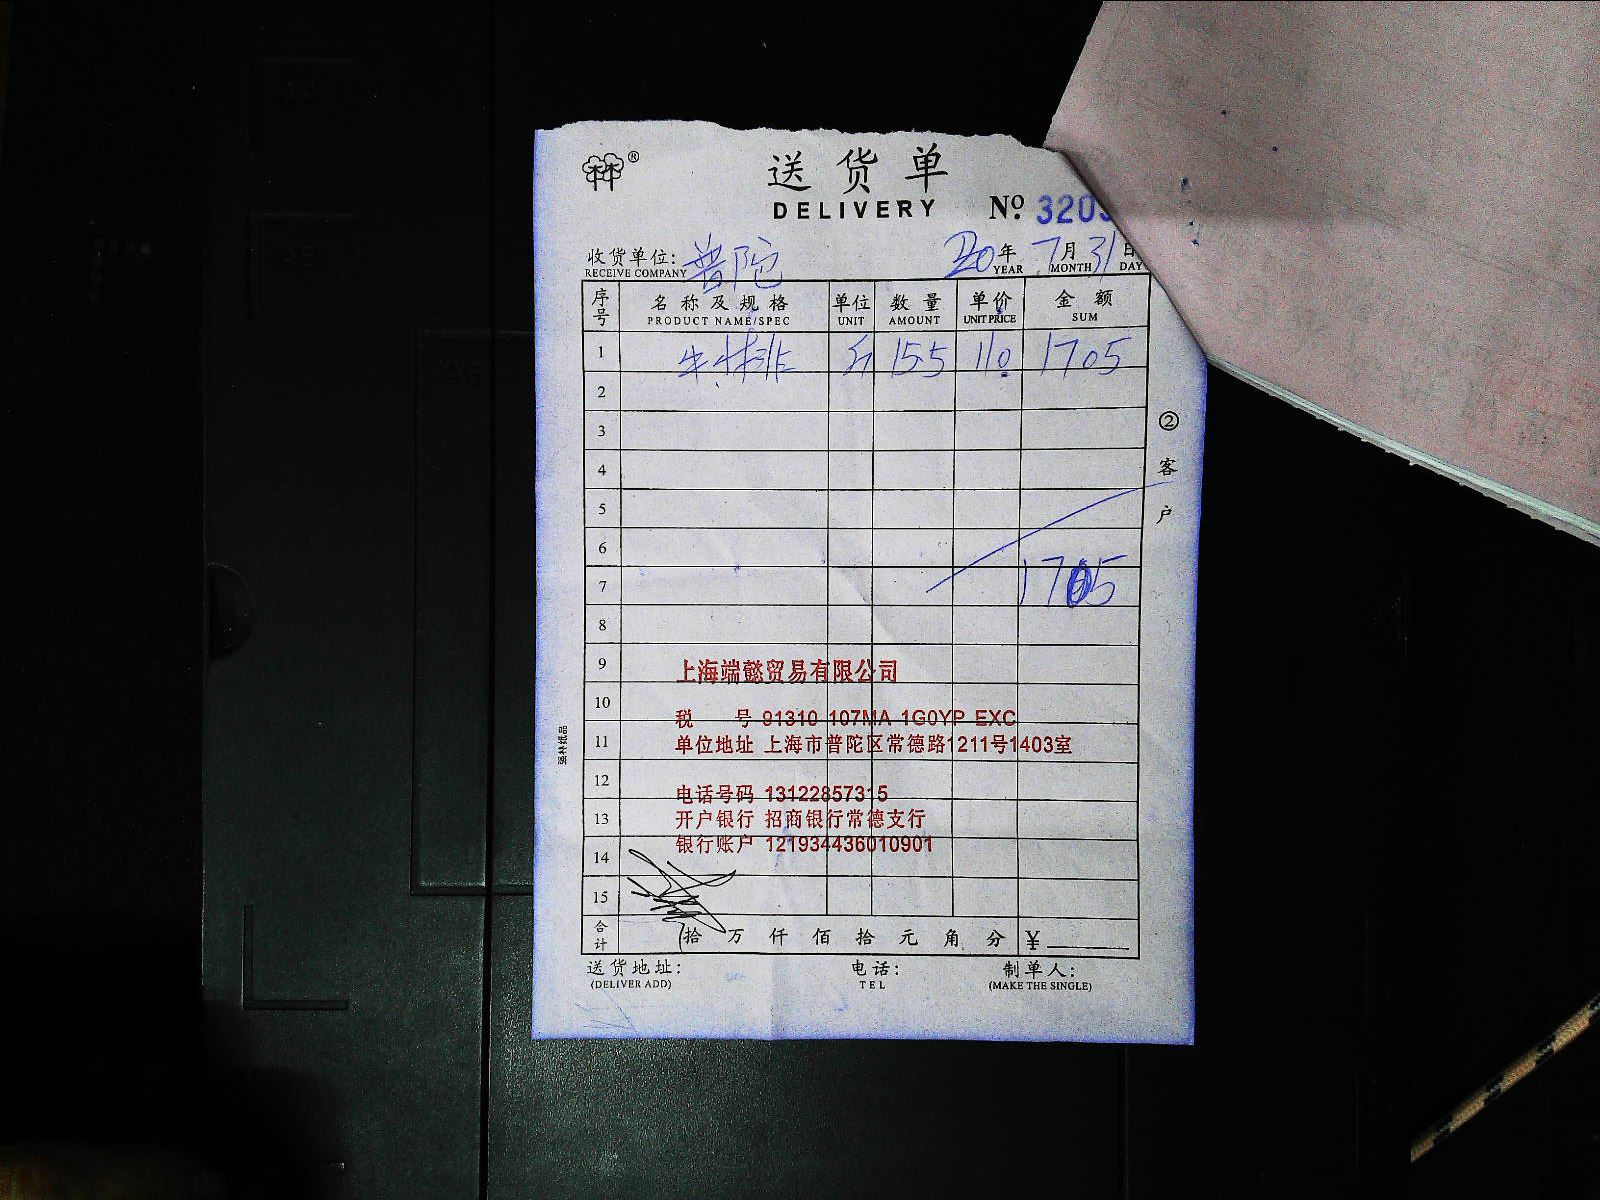 林®
送货单
DELIVERY
№ 3203
收货单位: 普陀 20年 7月 31日
RECEIVE COMPANY YEAR MONTH DAY
序号 名称及规格 单位 数量 单价 金额
PRODUCT NAME/SPEC UNIT AMOUNT UNIT PRICE SUM
1 牛林排 斤 155 110 1705
2
3
4
5
6
7 1705
8
9
10
11
12
13
14
15
②客户
上海端懿贸易有限公司
税 号 91310 107MA 1G0YP EXC
单位地址 上海市普陀区常德路1211号1403室
电话号码 13122857315
开户银行 招商银行常德支行
银行账户 121934436010901
强林纸品
合计 拾 万 仟 佰 拾 元 角 分 ¥
送货地址: 电话: 制单人:
(DELIVER ADD) TEL (MAKE THE SINGLE)